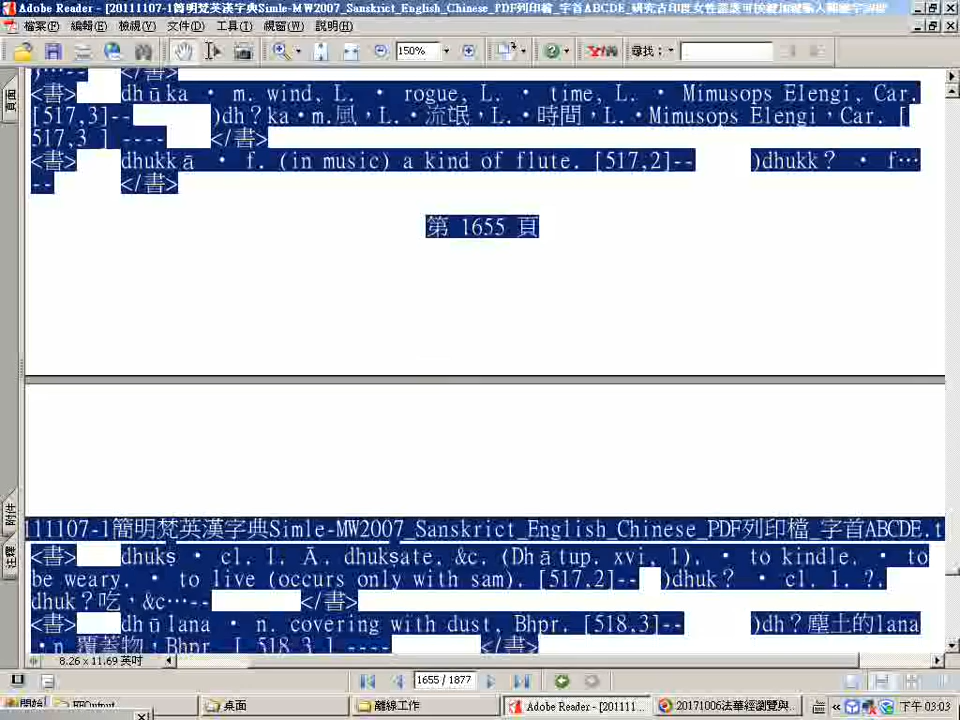 Adobe Reader - [20111107-1簡明梵英漢字典Simle-MW2007_Sanskrict_English_Chinese_PDF列印檔_字首ABCDE_研究古印度
檔案(F) 編輯(E) 檢視(V) 文件(D) 工具(T) 視窗(W) 說明(H)
150% 尋找:
頁面
)…-- </書>
<書> dhūka ‧ m. wind, L. ‧ rogue, L. ‧ time, L. ‧ Mimusops Elengi, Car.
[517,3]-- )dh?ka‧m.風，L.‧流氓，L.‧時間，L.‧Mimusops Elengi，Car. [
517,3 ] ---- </書>
<書> dhukkā ‧ f. (in music) a kind of flute. [517,2]-- )dhukk? ‧ f…
-- </書>
第 1655 頁
111107-1簡明梵英漢字典Simle-MW2007_Sanskrict_English_Chinese_PDF列印檔_字首ABCDE.t
<書> dhukṣ ‧ cl. 1. Ā. dhukṣate, &c. (Dhātup. xvi, 1). ‧ to kindle. ‧ to
be weary. ‧ to live (occurs only with sam). [517,2]-- )dhuk? ‧ cl. 1. ?.
dhuk?吃，&c…-- </書>
<書> dhūlana ‧ n. covering with dust, Bhpr. [518,3]-- )dh?塵土的lana
‧n.覆蓋物，Bhpr. [ 518,3 ] ---- </書>
附件
註釋
8.26 x 11.69 英吋
1655 / 1877
開始 桌面 離線工作 Adobe Reader - [201111... 20171006法華經瀏覽與... 下午 03:03